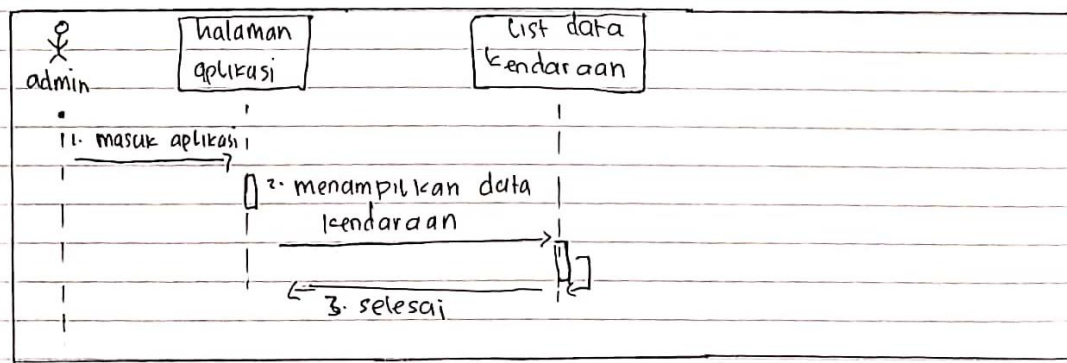 admin
halaman
aplikasi
list data
kendaraan
1. masuk aplikasi
2. menampilkan data
kendaraan
3. selesai